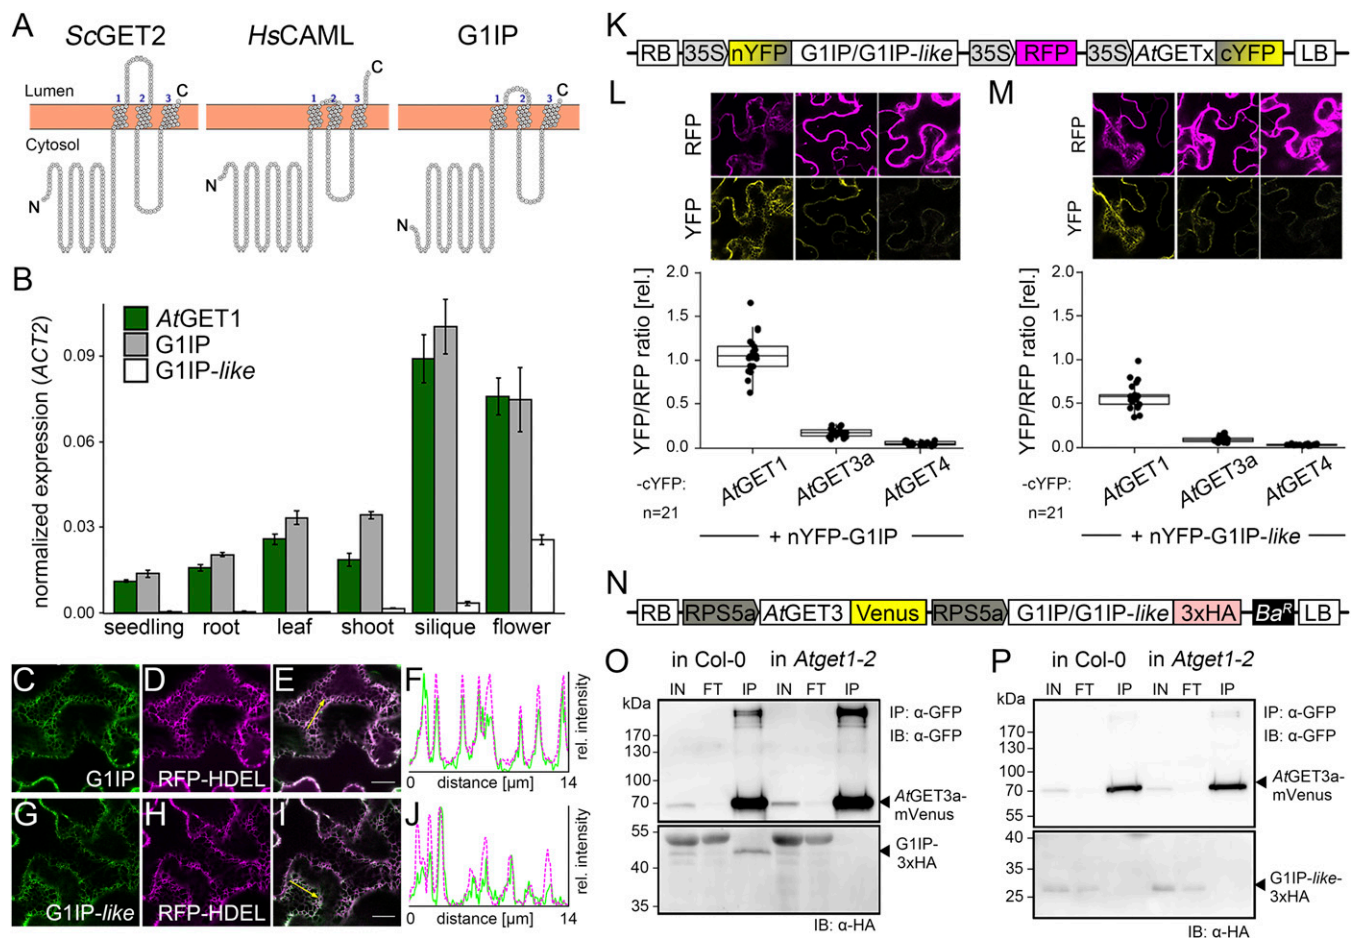 A
ScGET2
HsCAML
G1IP
Lumen
Cytosol
1 2 3 C
N
1 2 3 C
N
1 2 3 C
N
B
AtGET1
G1IP
G1IP-like
normalized expression (ACT2)
0.09
0.06
0.03
0.00
seedling root leaf shoot silique flower
C
G1IP
D
RFP-HDEL
E
F
rel. intensity
0 distance [µm] 14
G
G1IP-like
H
RFP-HDEL
I
J
rel. intensity
0 distance [µm] 14
K
RB 35S nYFP G1IP/G1IP-like 35S RFP 35S AtGETx cYFP LB
L
RFP
YFP
YFP/RFP ratio [rel.]
2.0
1.0
0.5
0.0
AtGET1 AtGET3a AtGET4
-cYFP:
n=21
+ nYFP-G1IP
M
RFP
YFP
YFP/RFP ratio [rel.]
2.0
1.0
0.5
0.0
AtGET1 AtGET3a AtGET4
-cYFP:
n=21
+ nYFP-G1IP-like
N
RB RPS5a AtGET3 Venus RPS5a G1IP/G1IP-like 3xHA BaR LB
O
in Col-0 in Atget1-2
IN FT IP IN FT IP
kDa
170
130
100
70
55
40
35
IP: α-GFP
IB: α-GFP
AtGET3a-
mVenus
G1IP-
3xHA
IB: α-HA
P
in Col-0 in Atget1-2
IN FT IP IN FT IP
kDa
170
130
100
70
40
35
25
IP: α-GFP
IB: α-GFP
AtGET3a-
mVenus
G1IP-like-
3xHA
IB: α-HA